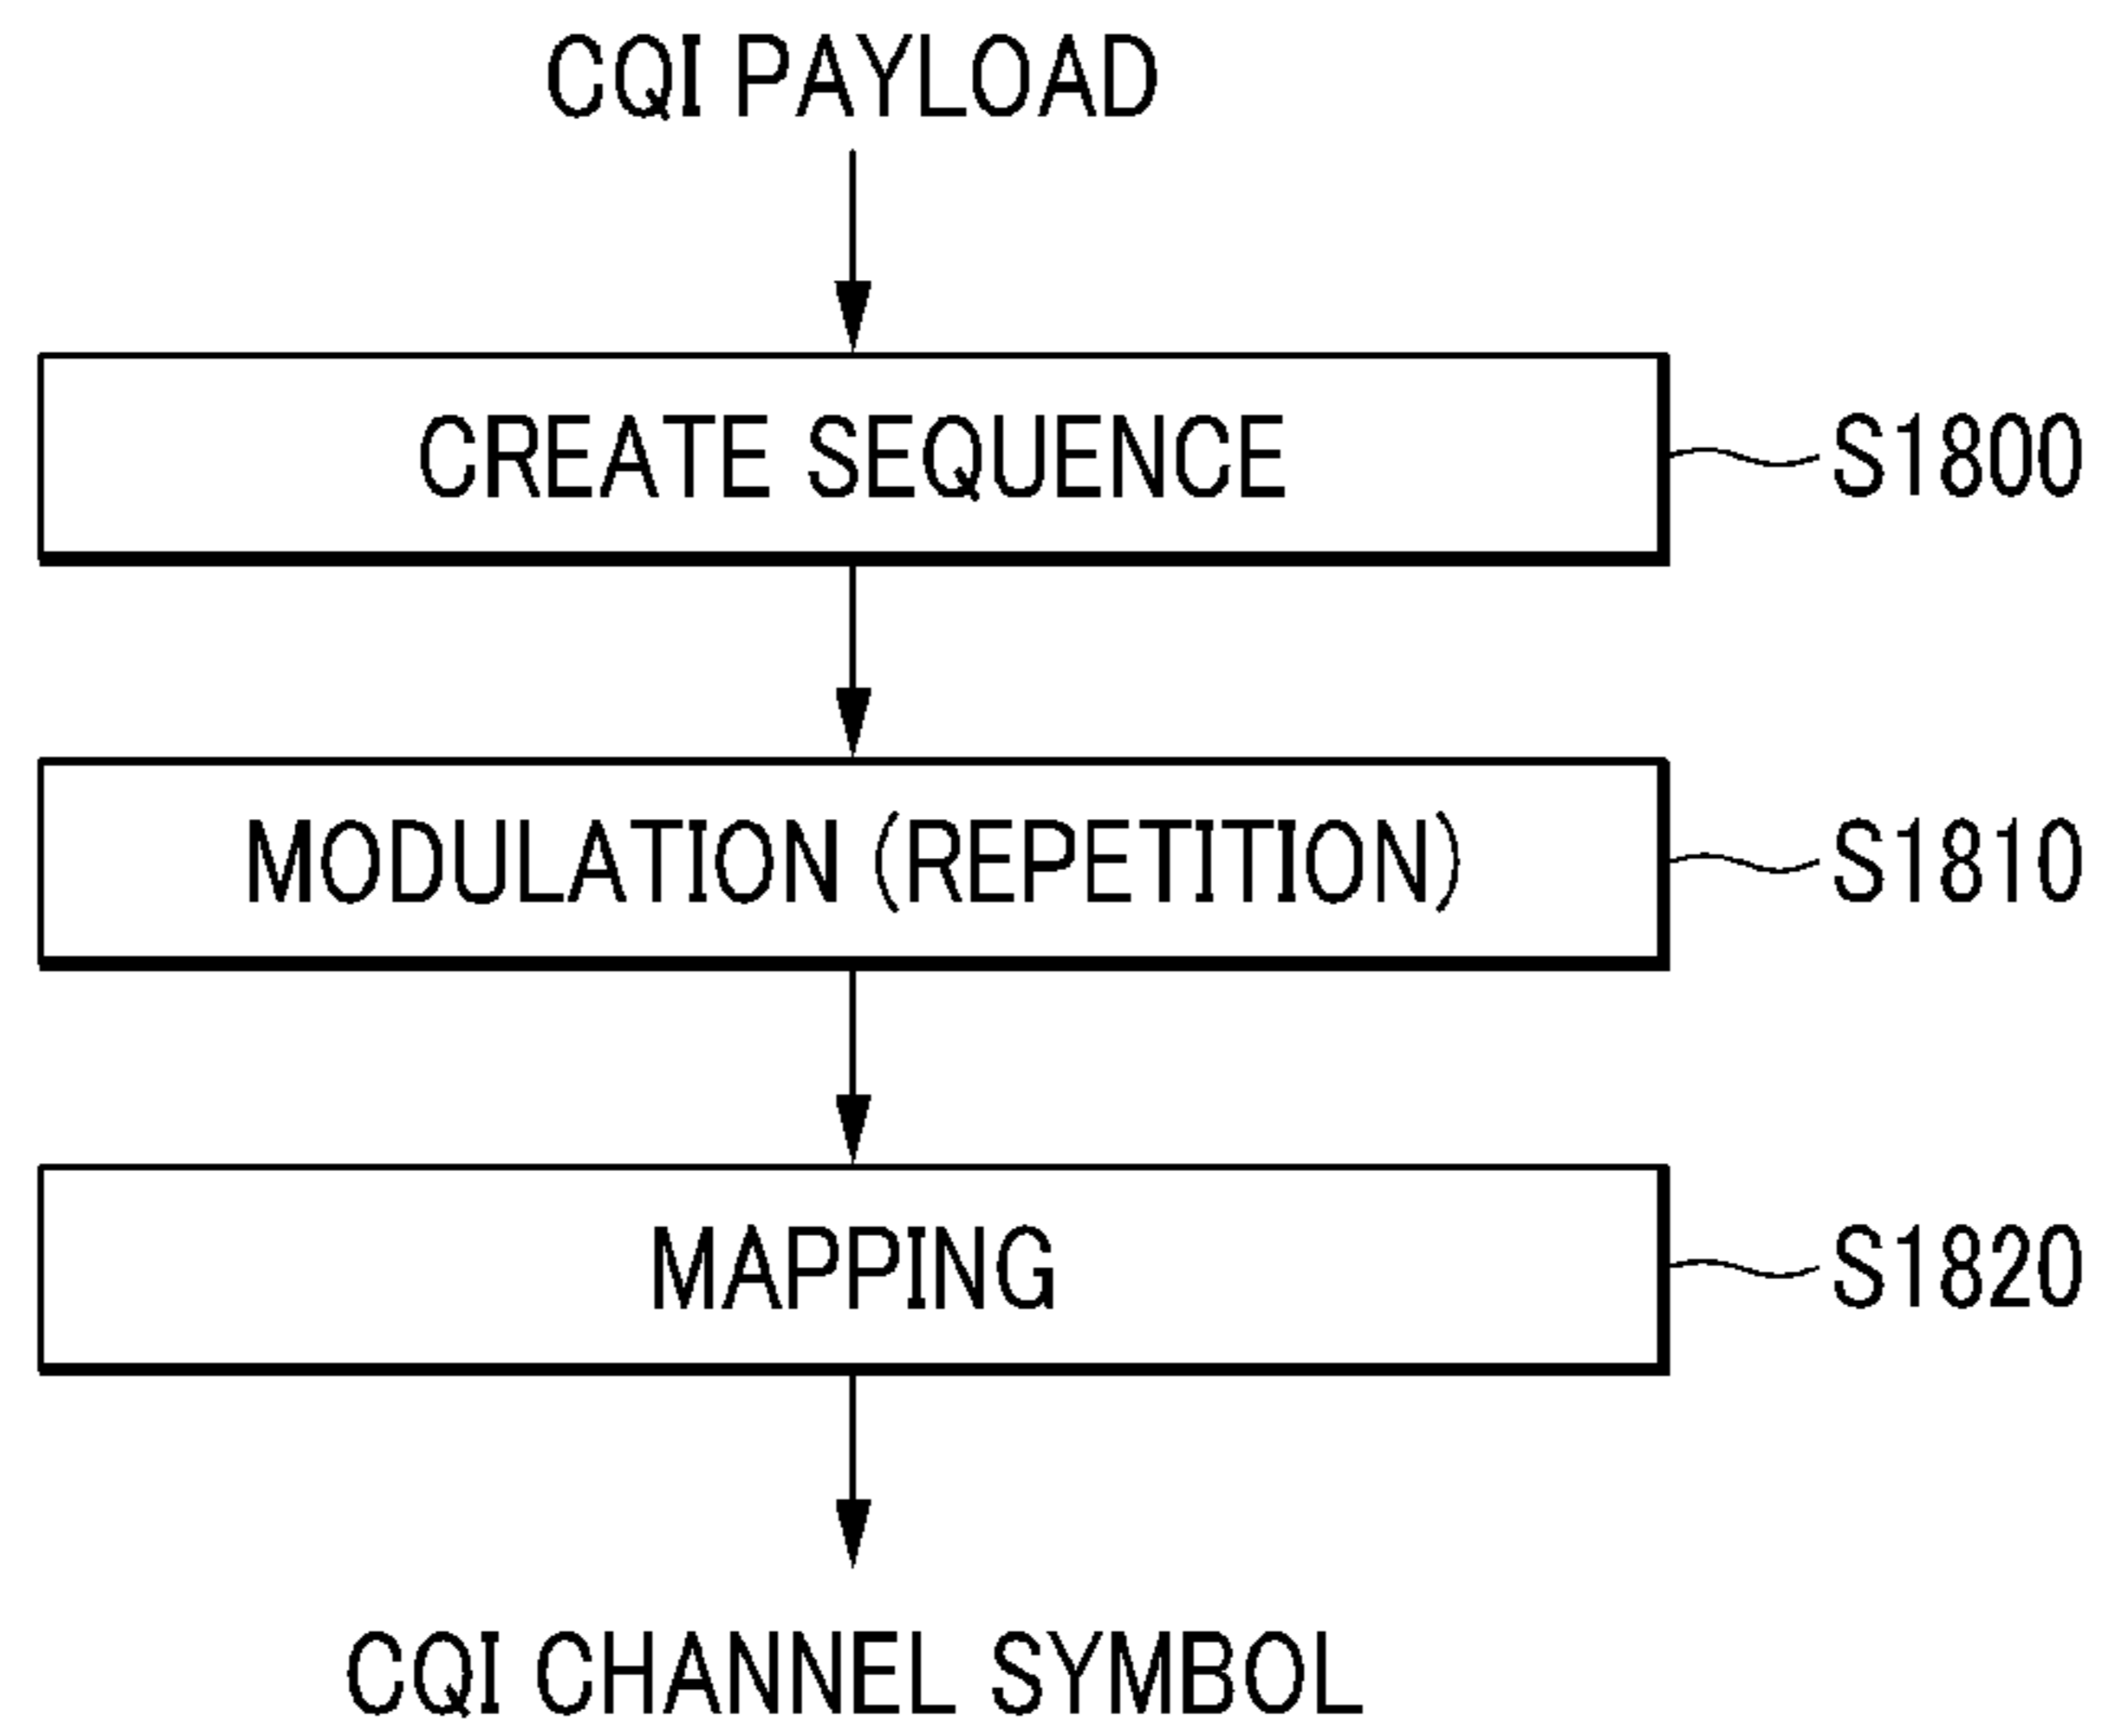 CQI PAYLOAD
CREATE SEQUENCE
S1800
MODULATION (REPETITION)
S1810
MAPPING
S1820
CQI CHANNEL SYMBOL